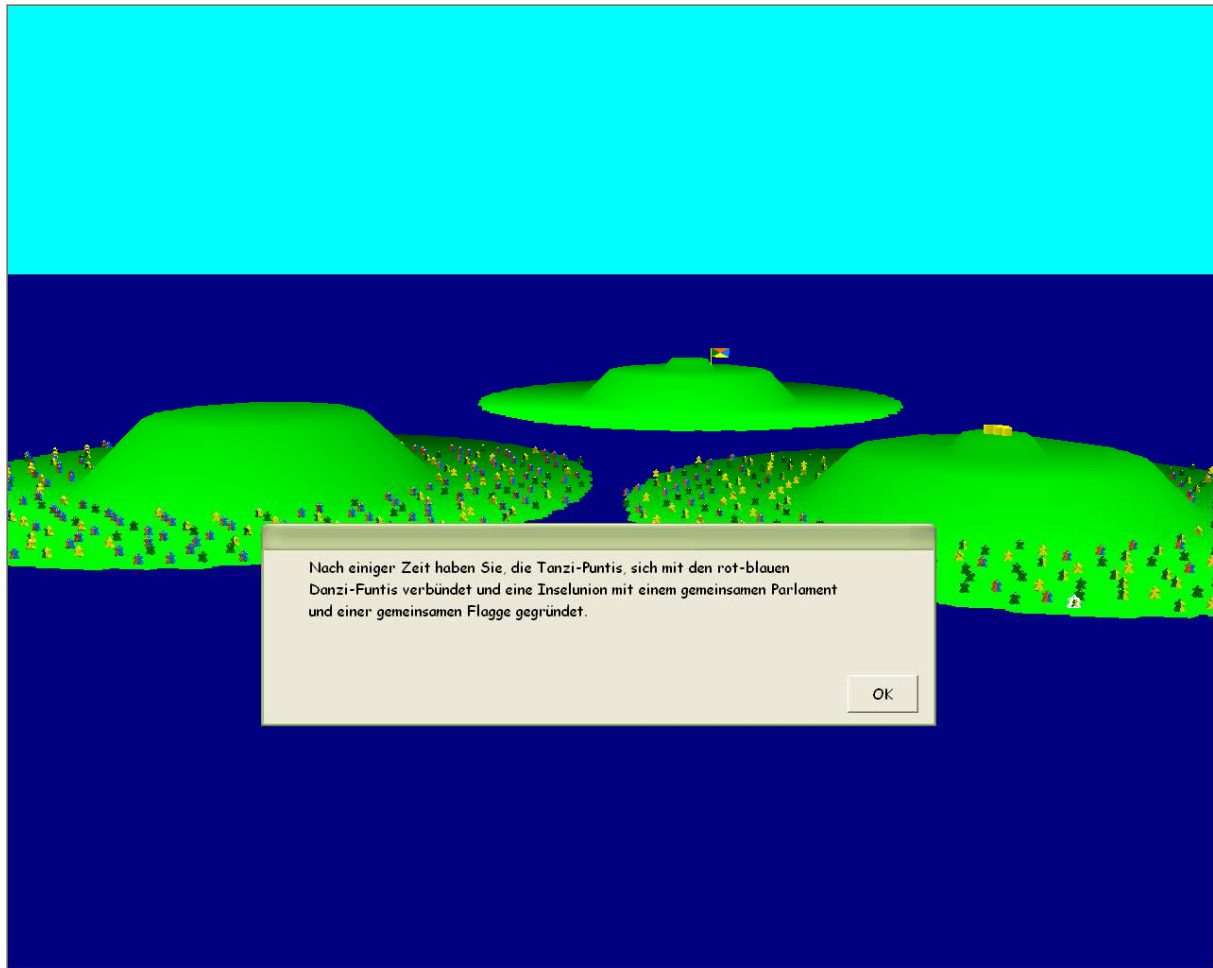 Nach einiger Zeit haben Sie, die Tanzi-Puntis, sich mit den rot-blauen
Danzi-Funtis verbündet und eine Inselunion mit einem gemeinsamen Parlament
und einer gemeinsamen Flagge gegründet.
OK